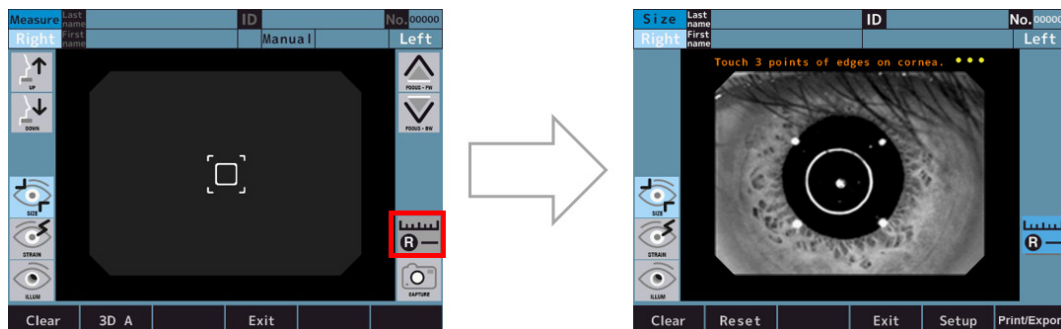 Measure Last name ID No. 00000
Right First name Manual Left
UP
FOCUS - FW
DOWN
FOCUS - BW
SIZE
R
STRAIN
ILLUM
CAPTURE
Clear 3D A Exit
Size Last name ID No. 00000
Right First name Left
Touch 3 points of edges on cornea.
SIZE
R
STRAIN
ILLUM
Clear Reset Exit Setup Print/Expor